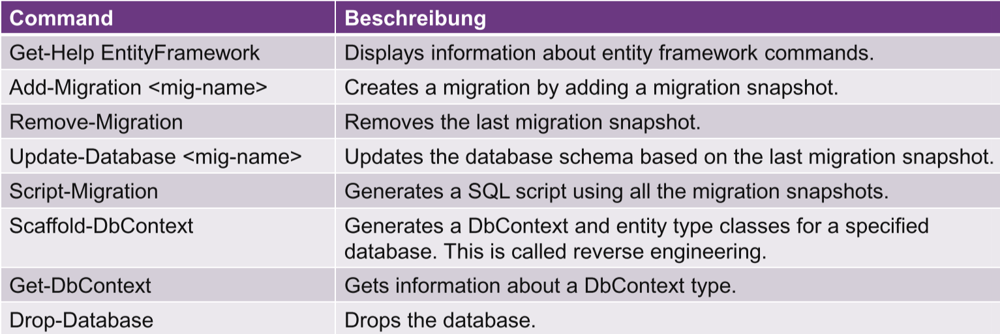 Command Beschreibung
Get-Help EntityFramework Displays information about entity framework commands.
Add-Migration <mig-name> Creates a migration by adding a migration snapshot.
Remove-Migration Removes the last migration snapshot.
Update-Database <mig-name> Updates the database schema based on the last migration snapshot.
Script-Migration Generates a SQL script using all the migration snapshots.
Scaffold-DbContext Generates a DbContext and entity type classes for a specified
database. This is called reverse engineering.
Get-DbContext Gets information about a DbContext type.
Drop-Database Drops the database.